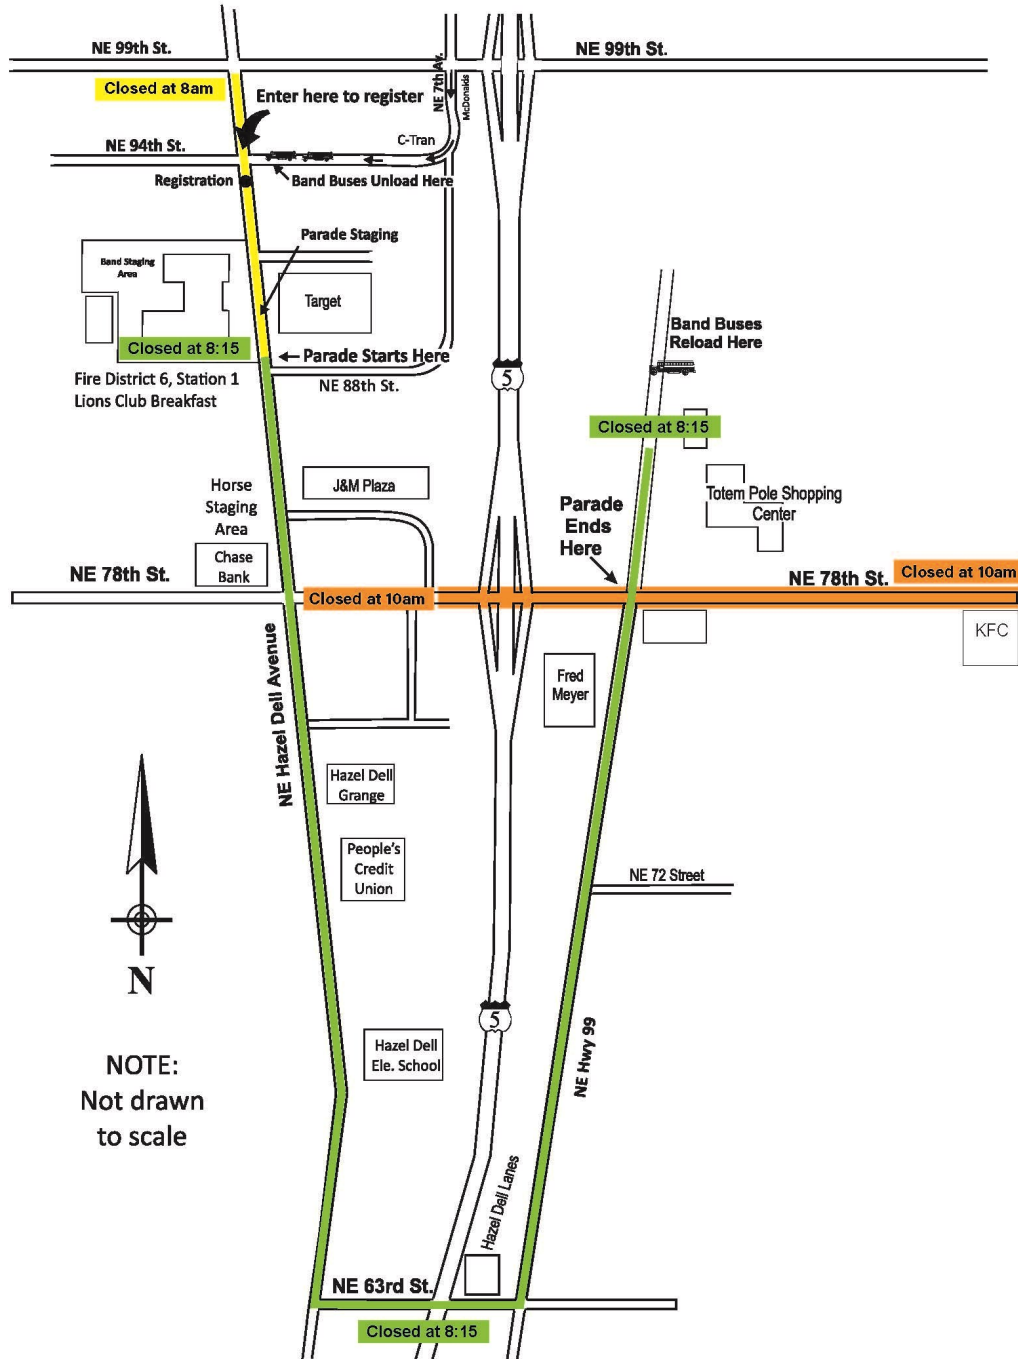 NE 99th St.
NE 99th St.
Closed at 8am
Enter here to register
NE 7th Av.
McDonalds
C-Tran
NE 94th St.
Registration
Band Buses Unload Here
Parade Staging
Band Staging
Area
Target
Closed at 8:15
Parade Starts Here
NE 88th St.
Fire District 6, Station 1
Lions Club Breakfast
5
Band Buses
Reload Here
Closed at 8:15
Horse
Staging
Area
J&M Plaza
Parade
Ends
Here
Totem Pole Shopping
Center
Chase
Bank
NE 78th St.
Closed at 10am
NE 78th St.
Closed at 10am
KFC
Fred
Meyer
NE Hazel Dell Avenue
Hazel Dell
Grange
People's
Credit
Union
NE 72 Street
N
5
Hazel Dell
Ele. School
NE Hwy 99
NOTE:
Not drawn
to scale
Hazel Dell Lanes
NE 63rd St.
Closed at 8:15